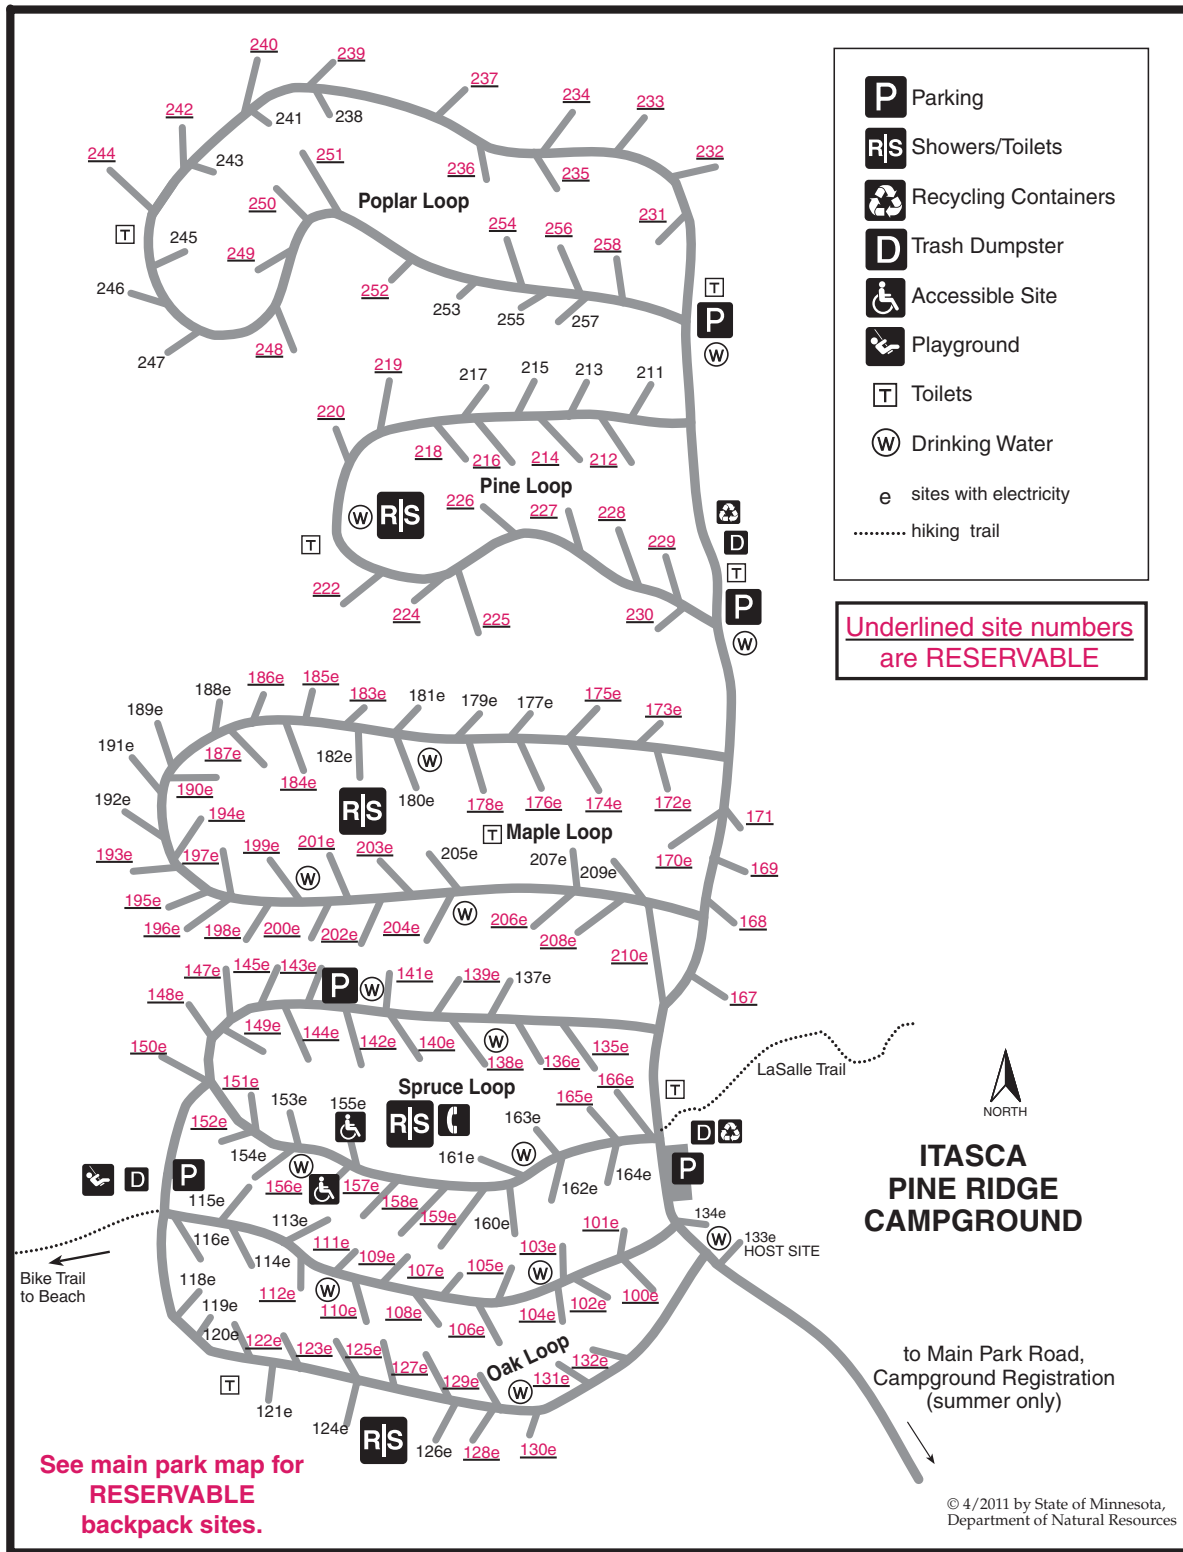 240
239
237
242
241
238
234
233
244
243
251
236
235
232
250
Poplar Loop
231
T
245
249
254
256
258
246
252
253
255
257
T
P
W
247
248
219
217
215
213
211
220
218
216
214
212
Pine Loop
226
227
228
229
W
R|S
T
D
T
P
W
222
224
225
230
P Parking
R|S Showers/Toilets
Recycling Containers
D Trash Dumpster
Accessible Site
Playground
T Toilets
W Drinking Water
e sites with electricity
hiking trail
Underlined site numbers
are RESERVABLE
188e
186e
185e
183e
181e
179e
177e
175e
173e
189e
191e
187e
184e
182e
W
190e
192e
180e
178e
176e
174e
172e
194e
R|S
T
Maple Loop
171
193e
197e
199e
201e
203e
205e
207e
209e
170e
169
W
195e
196e
198e
200e
202e
204e
W
206e
208e
168
210e
147e
145e
143e
P
W
141e
139e
137e
167
148e
149e
144e
142e
140e
W
138e
136e
135e
150e
151e
Spruce Loop
166e
165e
T
LaSalle Trail
NORTH
152e
153e
155e
R|S
163e
D
154e
W
161e
W
164e
P
D
P
156e
157e
158e
159e
160e
162e
115e
116e
113e
114e
111e
109e
107e
105e
103e
101e
134e
W
133e
HOST SITE
ITASCA
PINE RIDGE
CAMPGROUND
Bike Trail
to Beach
112e
W
110e
108e
106e
W
104e
102e
100e
118e
119e
120e
122e
123e
125e
127e
129e
Oak Loop
131e
132e
W
T
121e
124e
R|S
126e
128e
130e
to Main Park Road,
Campground Registration
(summer only)
See main park map for
RESERVABLE
backpack sites.
© 4/2011 by State of Minnesota,
Department of Natural Resources